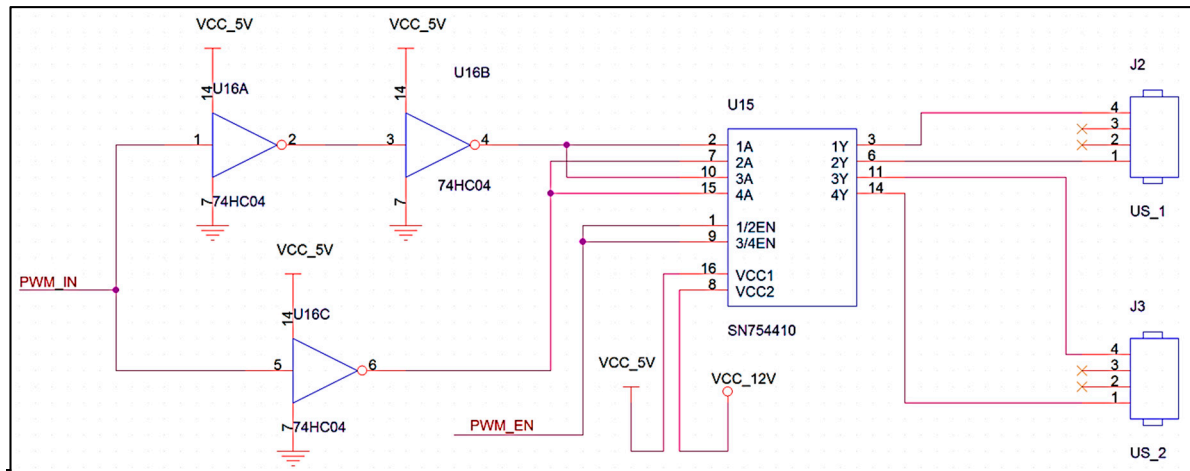 VCC_5V
VCC_5V
U16B
J2
14
U16A
14
U15
4
3
2
1
1
2
3
4
2
7
10
15
1A
2A
3A
4A
1Y
2Y
3Y
4Y
3
6
11
14
7
74HC04
7
74HC04
US_1
1
9
1/2EN
3/4EN
VCC_5V
PWM_IN
16
8
VCC1
VCC2
14
U16C
J3
SN754410
5
6
4
3
2
1
VCC_5V
VCC_12V
7
74HC04
PWM_EN
US_2